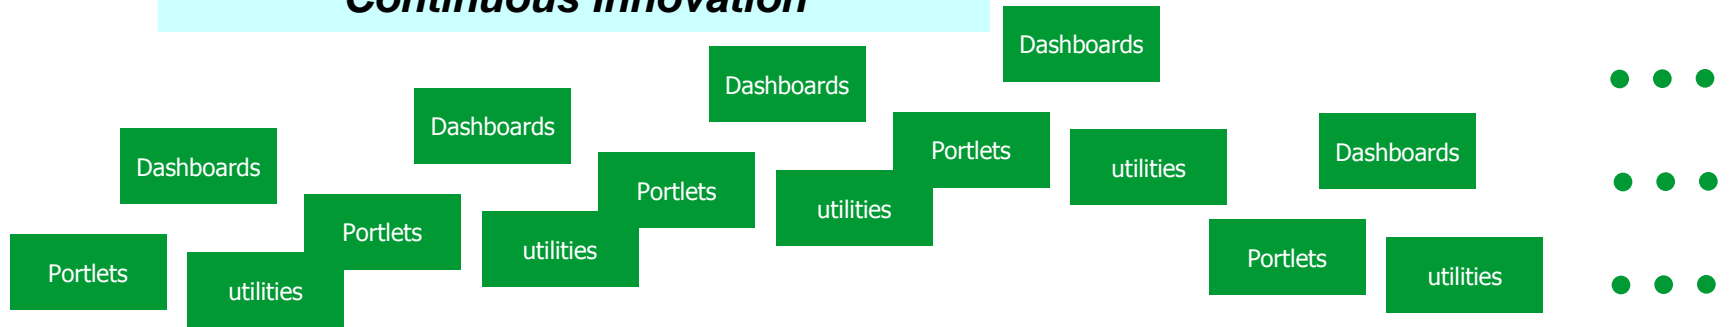 Continuous Innovation
Dashboards
Dashboards
Dashboards
Dashboards
Portlets
utilities
Dashboards
Portlets
utilities
Portlets
utilities
Portlets
utilities
Portlets
utilities